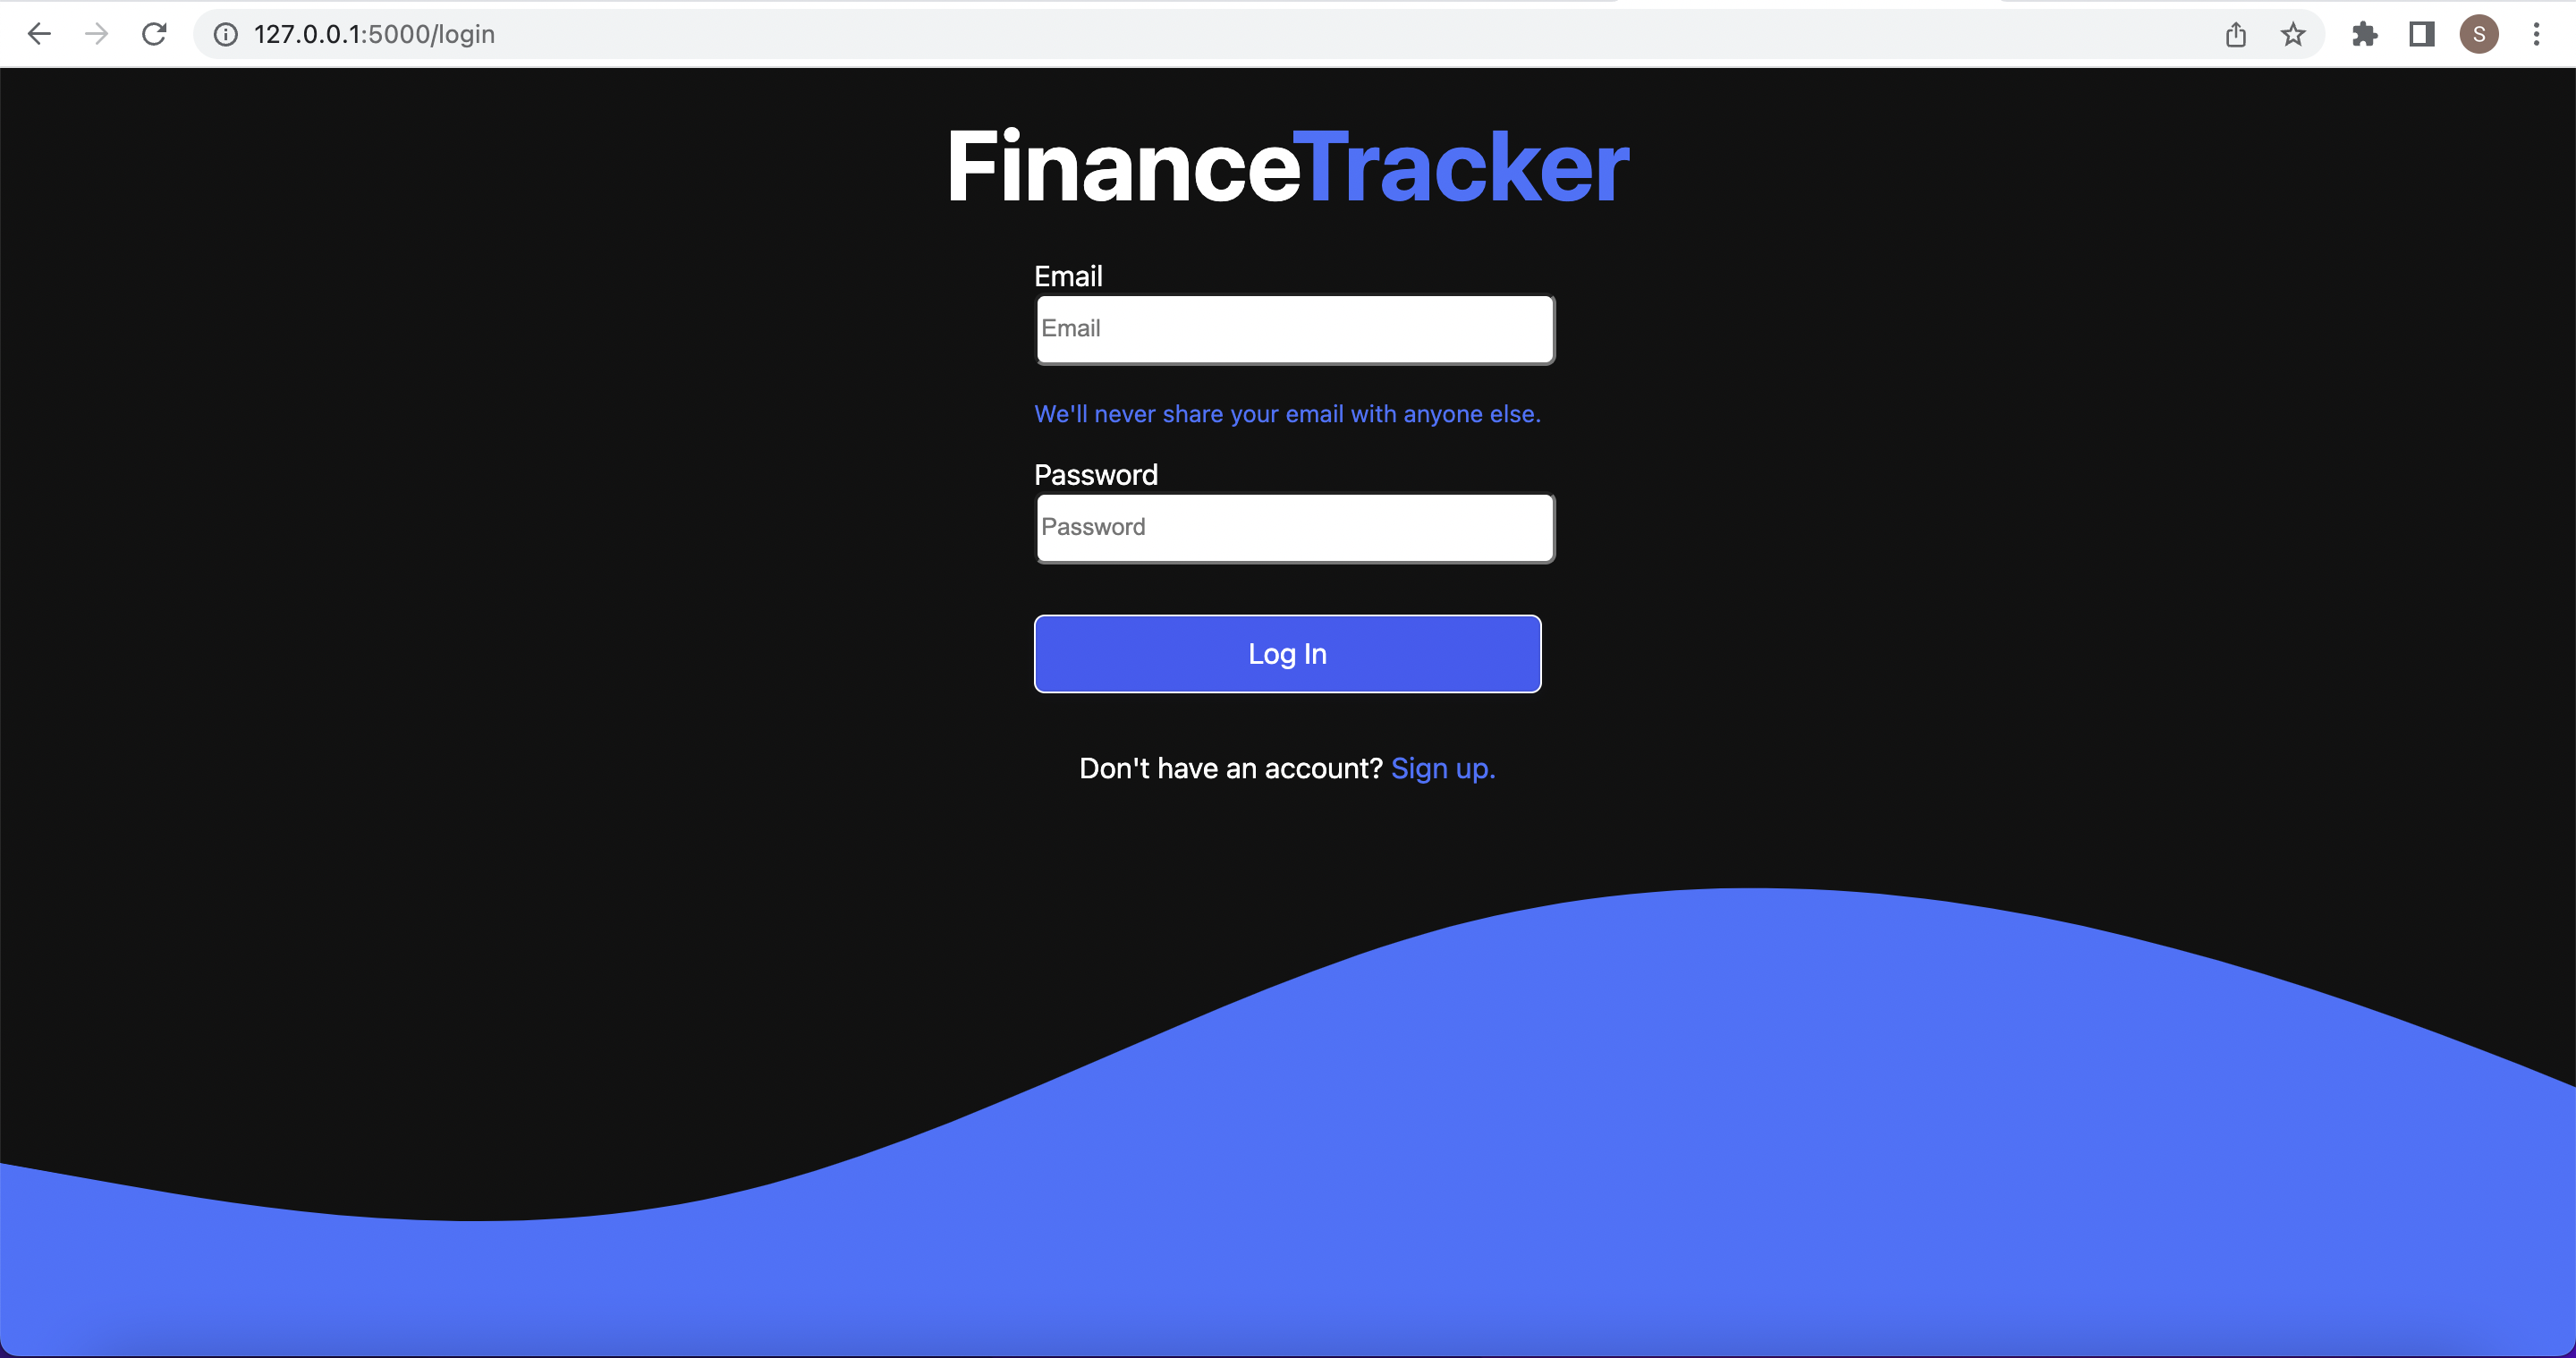 127.0.0.1:5000/login
S
FinanceTracker
Email
Email
We'll never share your email with anyone else.
Password
Password
Log In
Don't have an account? Sign up.